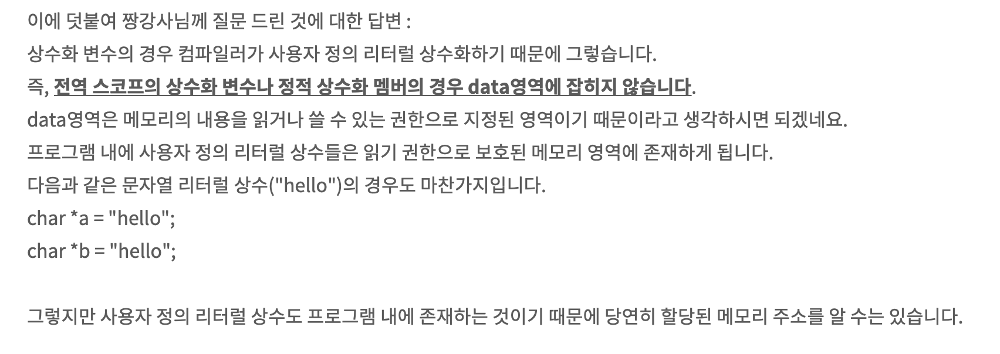 이에 덧붙여 짱강사님께 질문 드린 것에 대한 답변 :
상수화 변수의 경우 컴파일러가 사용자 정의 리터럴 상수화하기 때문에 그렇습니다.
즉, 전역 스코프의 상수화 변수나 정적 상수화 멤버의 경우 data영역에 잡히지 않습니다.
data영역은 메모리의 내용을 읽거나 쓸 수 있는 권한으로 지정된 영역이기 때문이라고 생각하시면 되겠네요.
프로그램 내에 사용자 정의 리터럴 상수들은 읽기 권한으로 보호된 메모리 영역에 존재하게 됩니다.
다음과 같은 문자열 리터럴 상수("hello")의 경우도 마찬가지입니다.
char *a = "hello";
char *b = "hello";
그렇지만 사용자 정의 리터럴 상수도 프로그램 내에 존재하는 것이기 때문에 당연히 할당된 메모리 주소를 알 수는 있습니다.